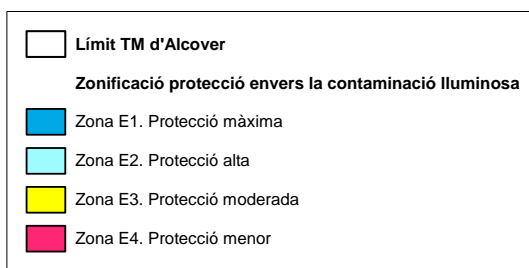 Límit TM d'Alcover
Zonificació protecció envers la contaminació lluminosa
Zona E1. Protecció màxima
Zona E2. Protecció alta
Zona E3. Protecció moderada
Zona E4. Protecció menor